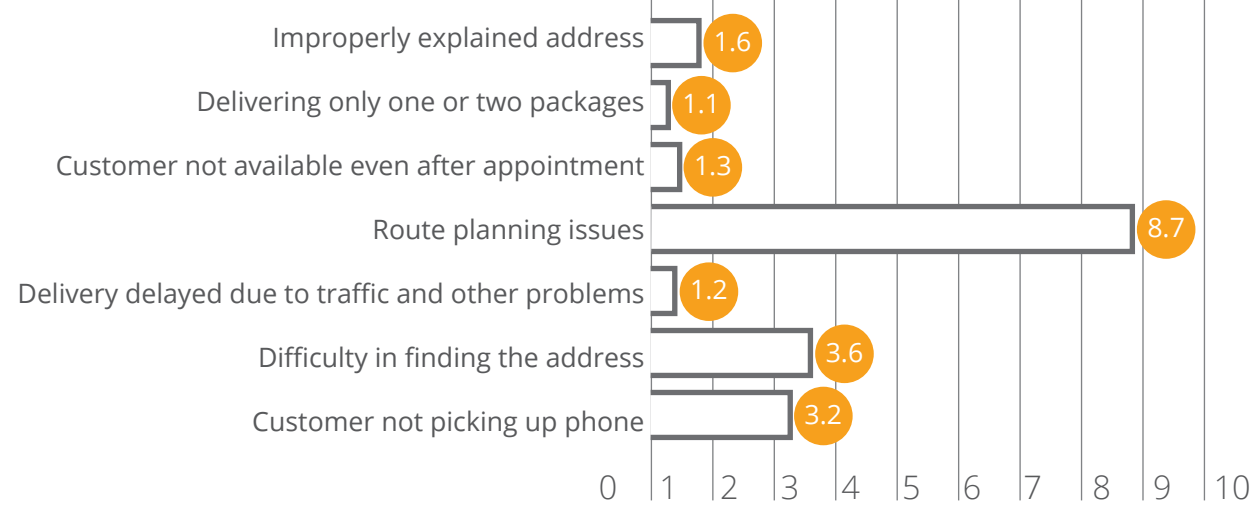 Improperly explained address 1.6
Delivering only one or two packages 1.1
Customer not available even after appointment 1.3
Route planning issues 8.7
Delivery delayed due to traffic and other problems 1.2
Difficulty in finding the address 3.6
Customer not picking up phone 3.2
0 1 2 3 4 5 6 7 8 9 10